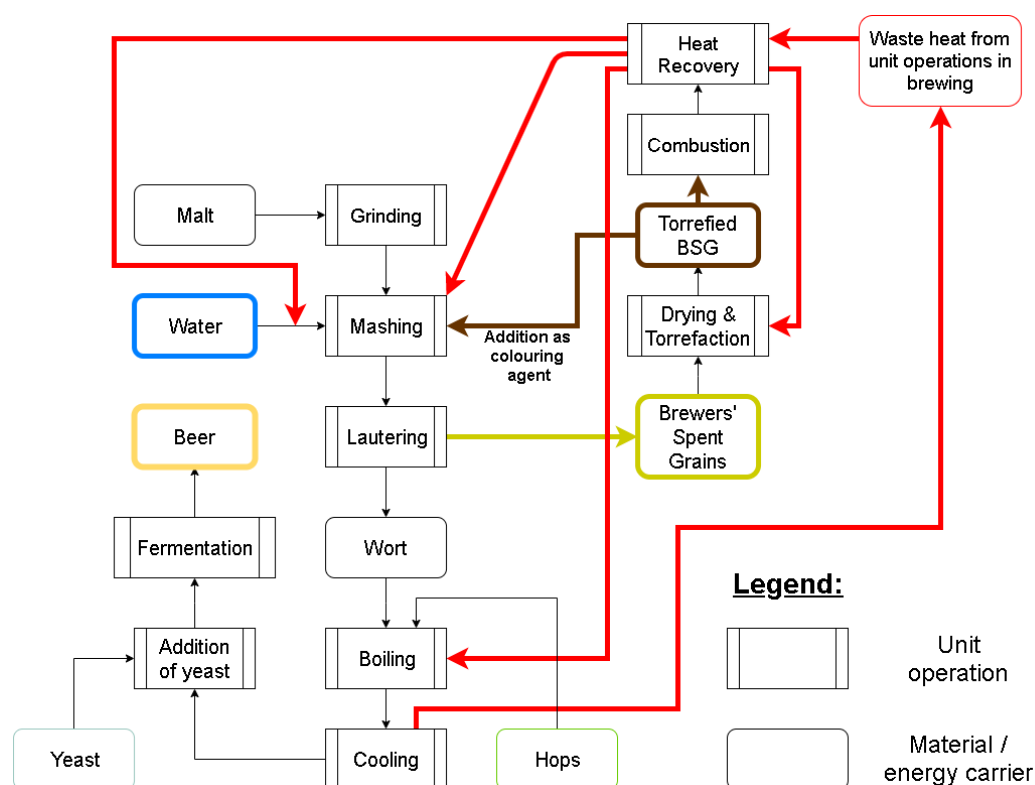 Heat
Recovery
Waste heat from
unit operations in
brewing
Combustion
Malt
Grinding
Torrefied
BSG
Water
Mashing
Drying &
Torrefaction
Addition as
colouring
agent
Beer
Lautering
Brewers'
Spent
Grains
Fermentation
Wort
Legend:
Addition
of yeast
Boiling
Unit
operation
Yeast
Cooling
Hops
Material /
energy carrier